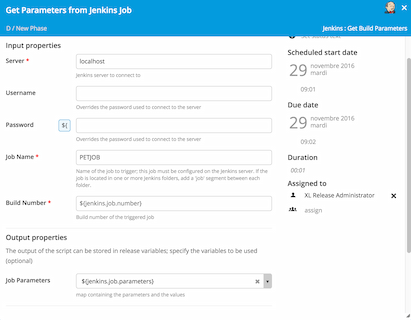 Get Parameters from Jenkins Job
D / New Phase
Jenkins : Get Build Parameters
Input properties
Server *
localhost
Jenkins server to connect to
Username
Overrides the password used to connect to the server
Password
${
Overrides the password used to connect to the server
Job Name *
PETJOB
Name of the job to trigger; this job must be configured on the Jenkins server. If the
job is located in one or more Jenkins folders, add a 'job' segment between each
folder.
Build Number *
${jenkins.job.number}
Build number of the triggered job
Output properties
The output of the script can be stored in release variables; specify the variables to be used
(optional)
Job Parameters
${jenkins.job.parameters}
map containing the parameters and the values
Scheduled start date
29
novembre 2016
mardi
09:01
Due date
29
novembre 2016
mardi
09:02
Duration
00:01
Assigned to
XL Release Administrator
assign